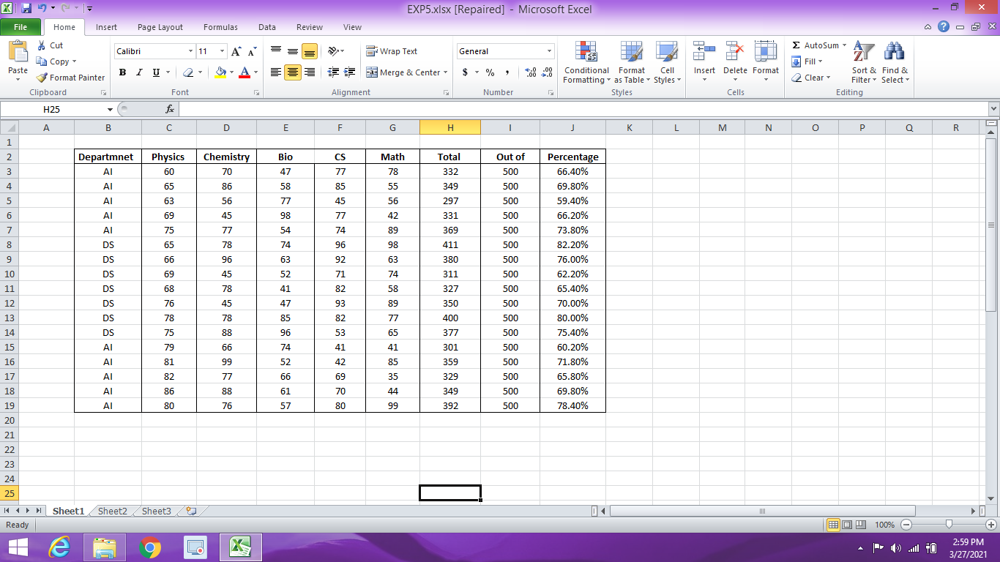 EXP5.xlsx [Repaired] - Microsoft Excel
File Home Insert Page Layout Formulas Data Review View
Cut
Copy
Format Painter
Paste
Clipboard
Calibri 11
B I U
Font
Wrap Text
Merge & Center
Alignment
General
$ % ,
Number
Conditional Formatting
Format as Table
Cell Styles
Styles
Insert Delete Format
Cells
Σ AutoSum
Fill
Clear
Sort & Filter
Find & Select
Editing
H25 fx
A B C D E F G H I J K L M N O P Q R
1
2 Departmnet Physics Chemistry Bio CS Math Total Out of Percentage
3 AI 60 70 47 77 78 332 500 66.40%
4 AI 65 86 58 85 55 349 500 69.80%
5 AI 63 56 77 45 56 297 500 59.40%
6 AI 69 45 98 77 42 331 500 66.20%
7 AI 75 77 54 74 89 369 500 73.80%
8 DS 65 78 74 96 98 411 500 82.20%
9 DS 66 96 63 92 63 380 500 76.00%
10 DS 69 45 52 71 74 311 500 62.20%
11 DS 68 78 41 82 58 327 500 65.40%
12 DS 76 45 47 93 89 350 500 70.00%
13 DS 78 78 85 82 77 400 500 80.00%
14 DS 75 88 96 53 65 377 500 75.40%
15 AI 79 66 74 41 41 301 500 60.20%
16 AI 81 99 52 42 85 359 500 71.80%
17 AI 82 77 66 69 35 329 500 65.80%
18 AI 86 88 61 70 44 349 500 69.80%
19 AI 80 76 57 80 99 392 500 78.40%
20
21
22
23
24
25
Sheet1 Sheet2 Sheet3
Ready 100%
2:59 PM
3/27/2021